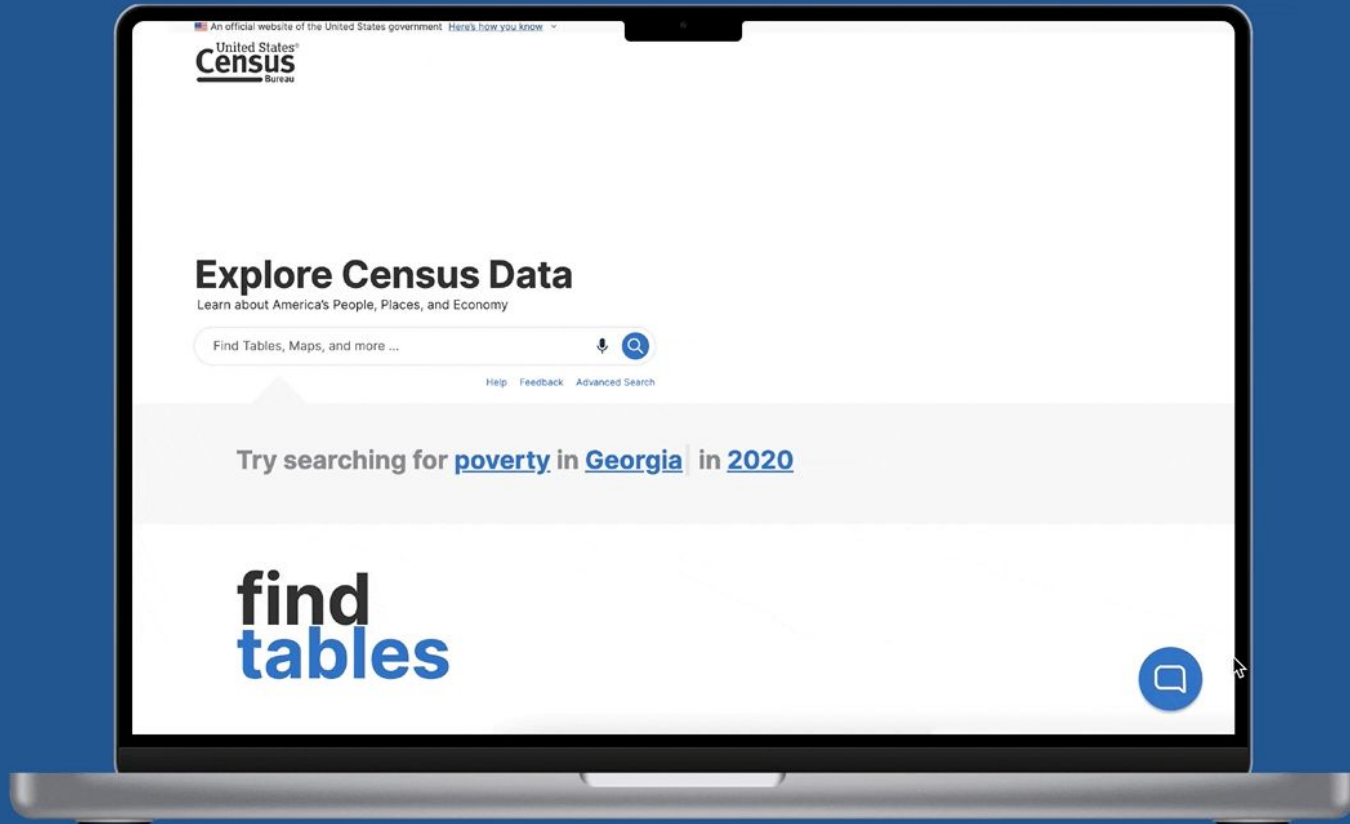 An official website of the United States government Here's how you know
United States®
Census
Bureau
Explore Census Data
Learn about America's People, Places, and Economy
Find Tables, Maps, and more ...
Help Feedback Advanced Search
Try searching for poverty in Georgia in 2020
find
tables